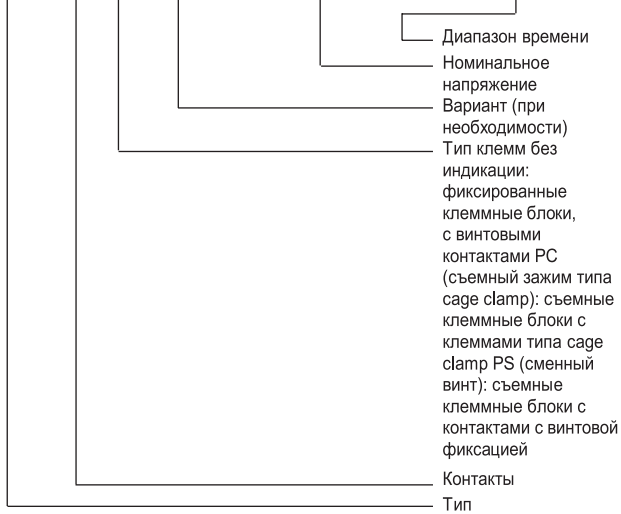 Диапазон времени
Номинальное
напряжение
Вариант (при
необходимости)
Тип клемм без
индикации:
фиксированные
клеммные блоки,
с винтовыми
контактами PC
(съемный зажим типа
cage clamp): съемные
клеммные блоки с
клеммами типа cage
clamp PS (сменный
винт): съемные
клеммные блоки с
контактами с винтовой
фиксацией
Контакты
Тип